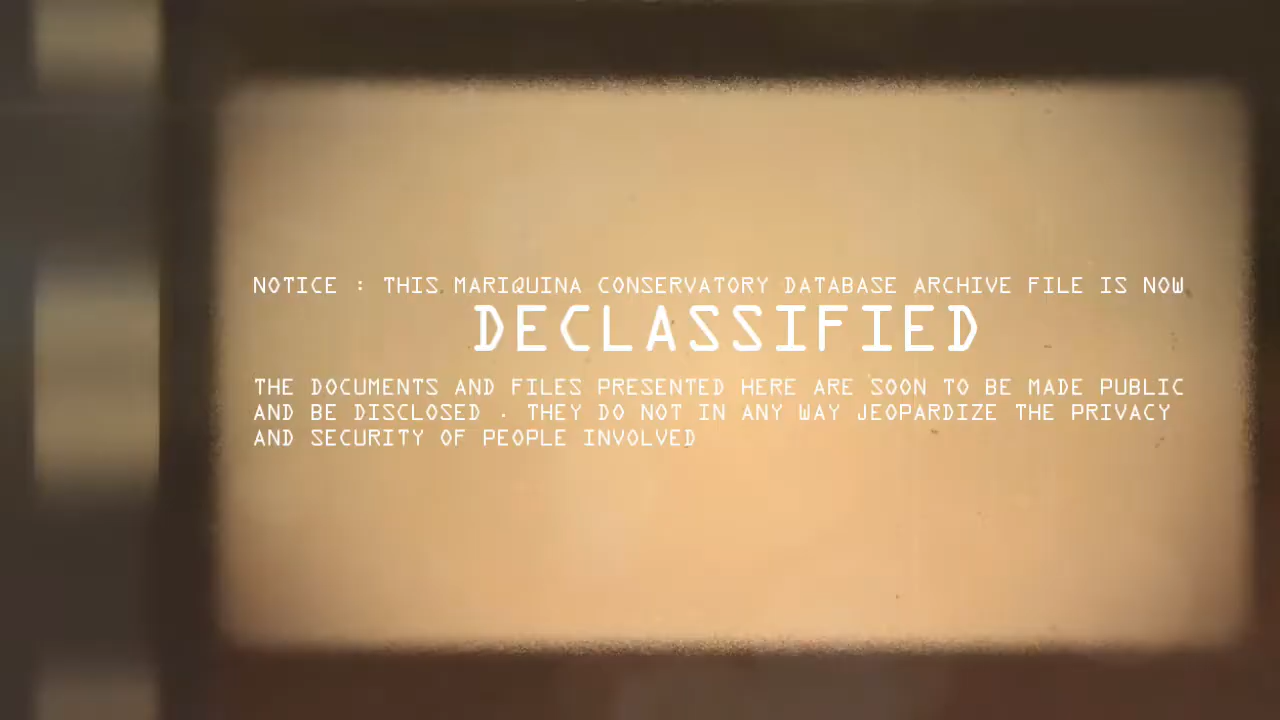 NOTICE : THIS MARIQUINA CONSERVATORY DATABASE ARCHIVE FILE IS NOW
DECLASSIFIED
THE DOCUMENTS AND FILES PRESENTED HERE ARE SOON TO BE MADE PUBLIC
AND BE DISCLOSED . THEY DO NOT IN ANY WAY JEOPARDIZE THE PRIVACY
AND SECURITY OF PEOPLE INVOLVED